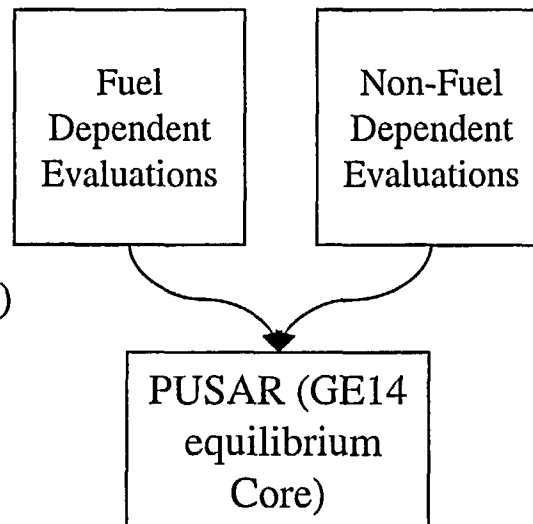 Fuel
Dependent
Evaluations
Non-Fuel
Dependent
Evaluations
)
PUSAR (GE14
equilibrium
Core)